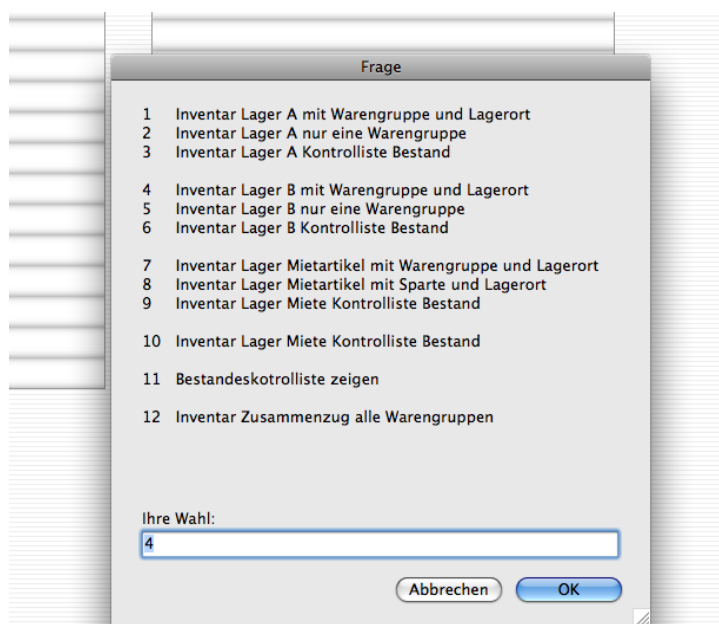 Frage
1 Inventar Lager A mit Warengruppe und Lagerort
2 Inventar Lager A nur eine Warengruppe
3 Inventar Lager A Kontrolliste Bestand
4 Inventar Lager B mit Warengruppe und Lagerort
5 Inventar Lager B nur eine Warengruppe
6 Inventar Lager B Kontrolliste Bestand
7 Inventar Lager Mietartikel mit Warengruppe und Lagerort
8 Inventar Lager Mietartikel mit Sparte und Lagerort
9 Inventar Lager Miete Kontrolliste Bestand
10 Inventar Lager Miete Kontrolliste Bestand
11 Bestandeskotrolliste zeigen
12 Inventar Zusammenzug alle Warengruppen
Ihre Wahl:
4
Abbrechen OK